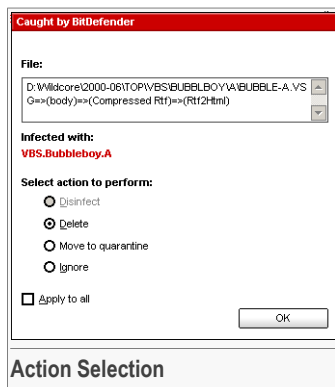 Caught by BitDefender
File:
D:\Wildcore\2000-06\TOP\VBS\BUBBLBOY\A\BUBBLE-A.VS
G=>(body)=>(Compressed Rtf)=>(Rtf2Html)
Infected with:
VBS.Bubbleboy.A
Select action to perform:
Disinfect
Delete
Move to quarantine
Ignore
Apply to all
OK
Action Selection